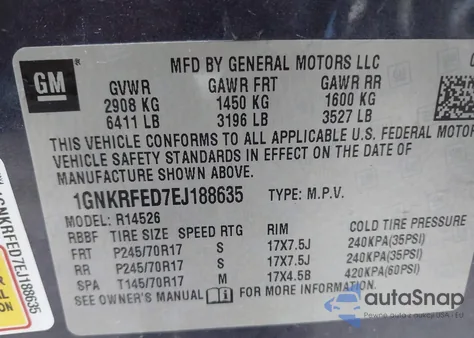 MFD BY GENERAL MOTORS LLC
GM
GVWR GAWR FRT GAWR RR
2908 KG 1450 KG 1600 KG
6411 LB 3196 LB 3527 LB
THIS VEHICLE CONFORMS TO ALL APPLICABLE U.S. FEDERAL MOTOR
VEHICLE SAFETY STANDARDS IN EFFECT ON THE DATE OF
MANUFACTURE SHOWN ABOVE.
1GNKRFED7EJ188635 TYPE: M.P.V.
MODEL: R14526
RBBF TIRE SIZE SPEED RTG RIM COLD TIRE PRESSURE
FRT P245/70R17 S 17X7.5J 240KPA(35PSI)
RR P245/70R17 S 17X7.5J 240KPA(35PSI)
SPA T145/70R17 M 17X4.5B 420KPA(60PSI)
SEE OWNER'S MANUAL FOR MORE INFORMATION
1GNKRFED7EJ188635
autoSnap